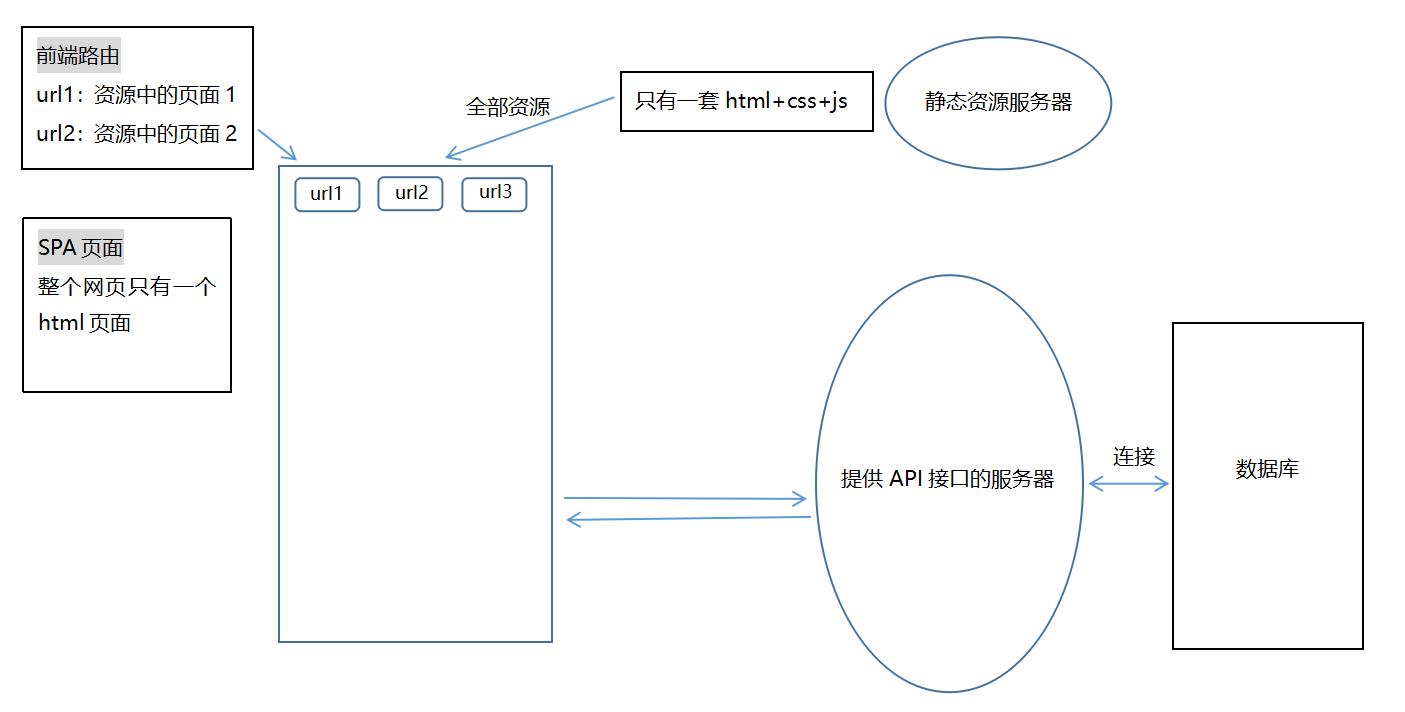 前端路由
url1：资源中的页面 1
url2：资源中的页面 2
全部资源
只有一套 html+css+js
静态资源服务器
url1
url2
url3
SPA 页面
整个网页只有一个
html 页面
提供 API 接口的服务器
连接
数据库